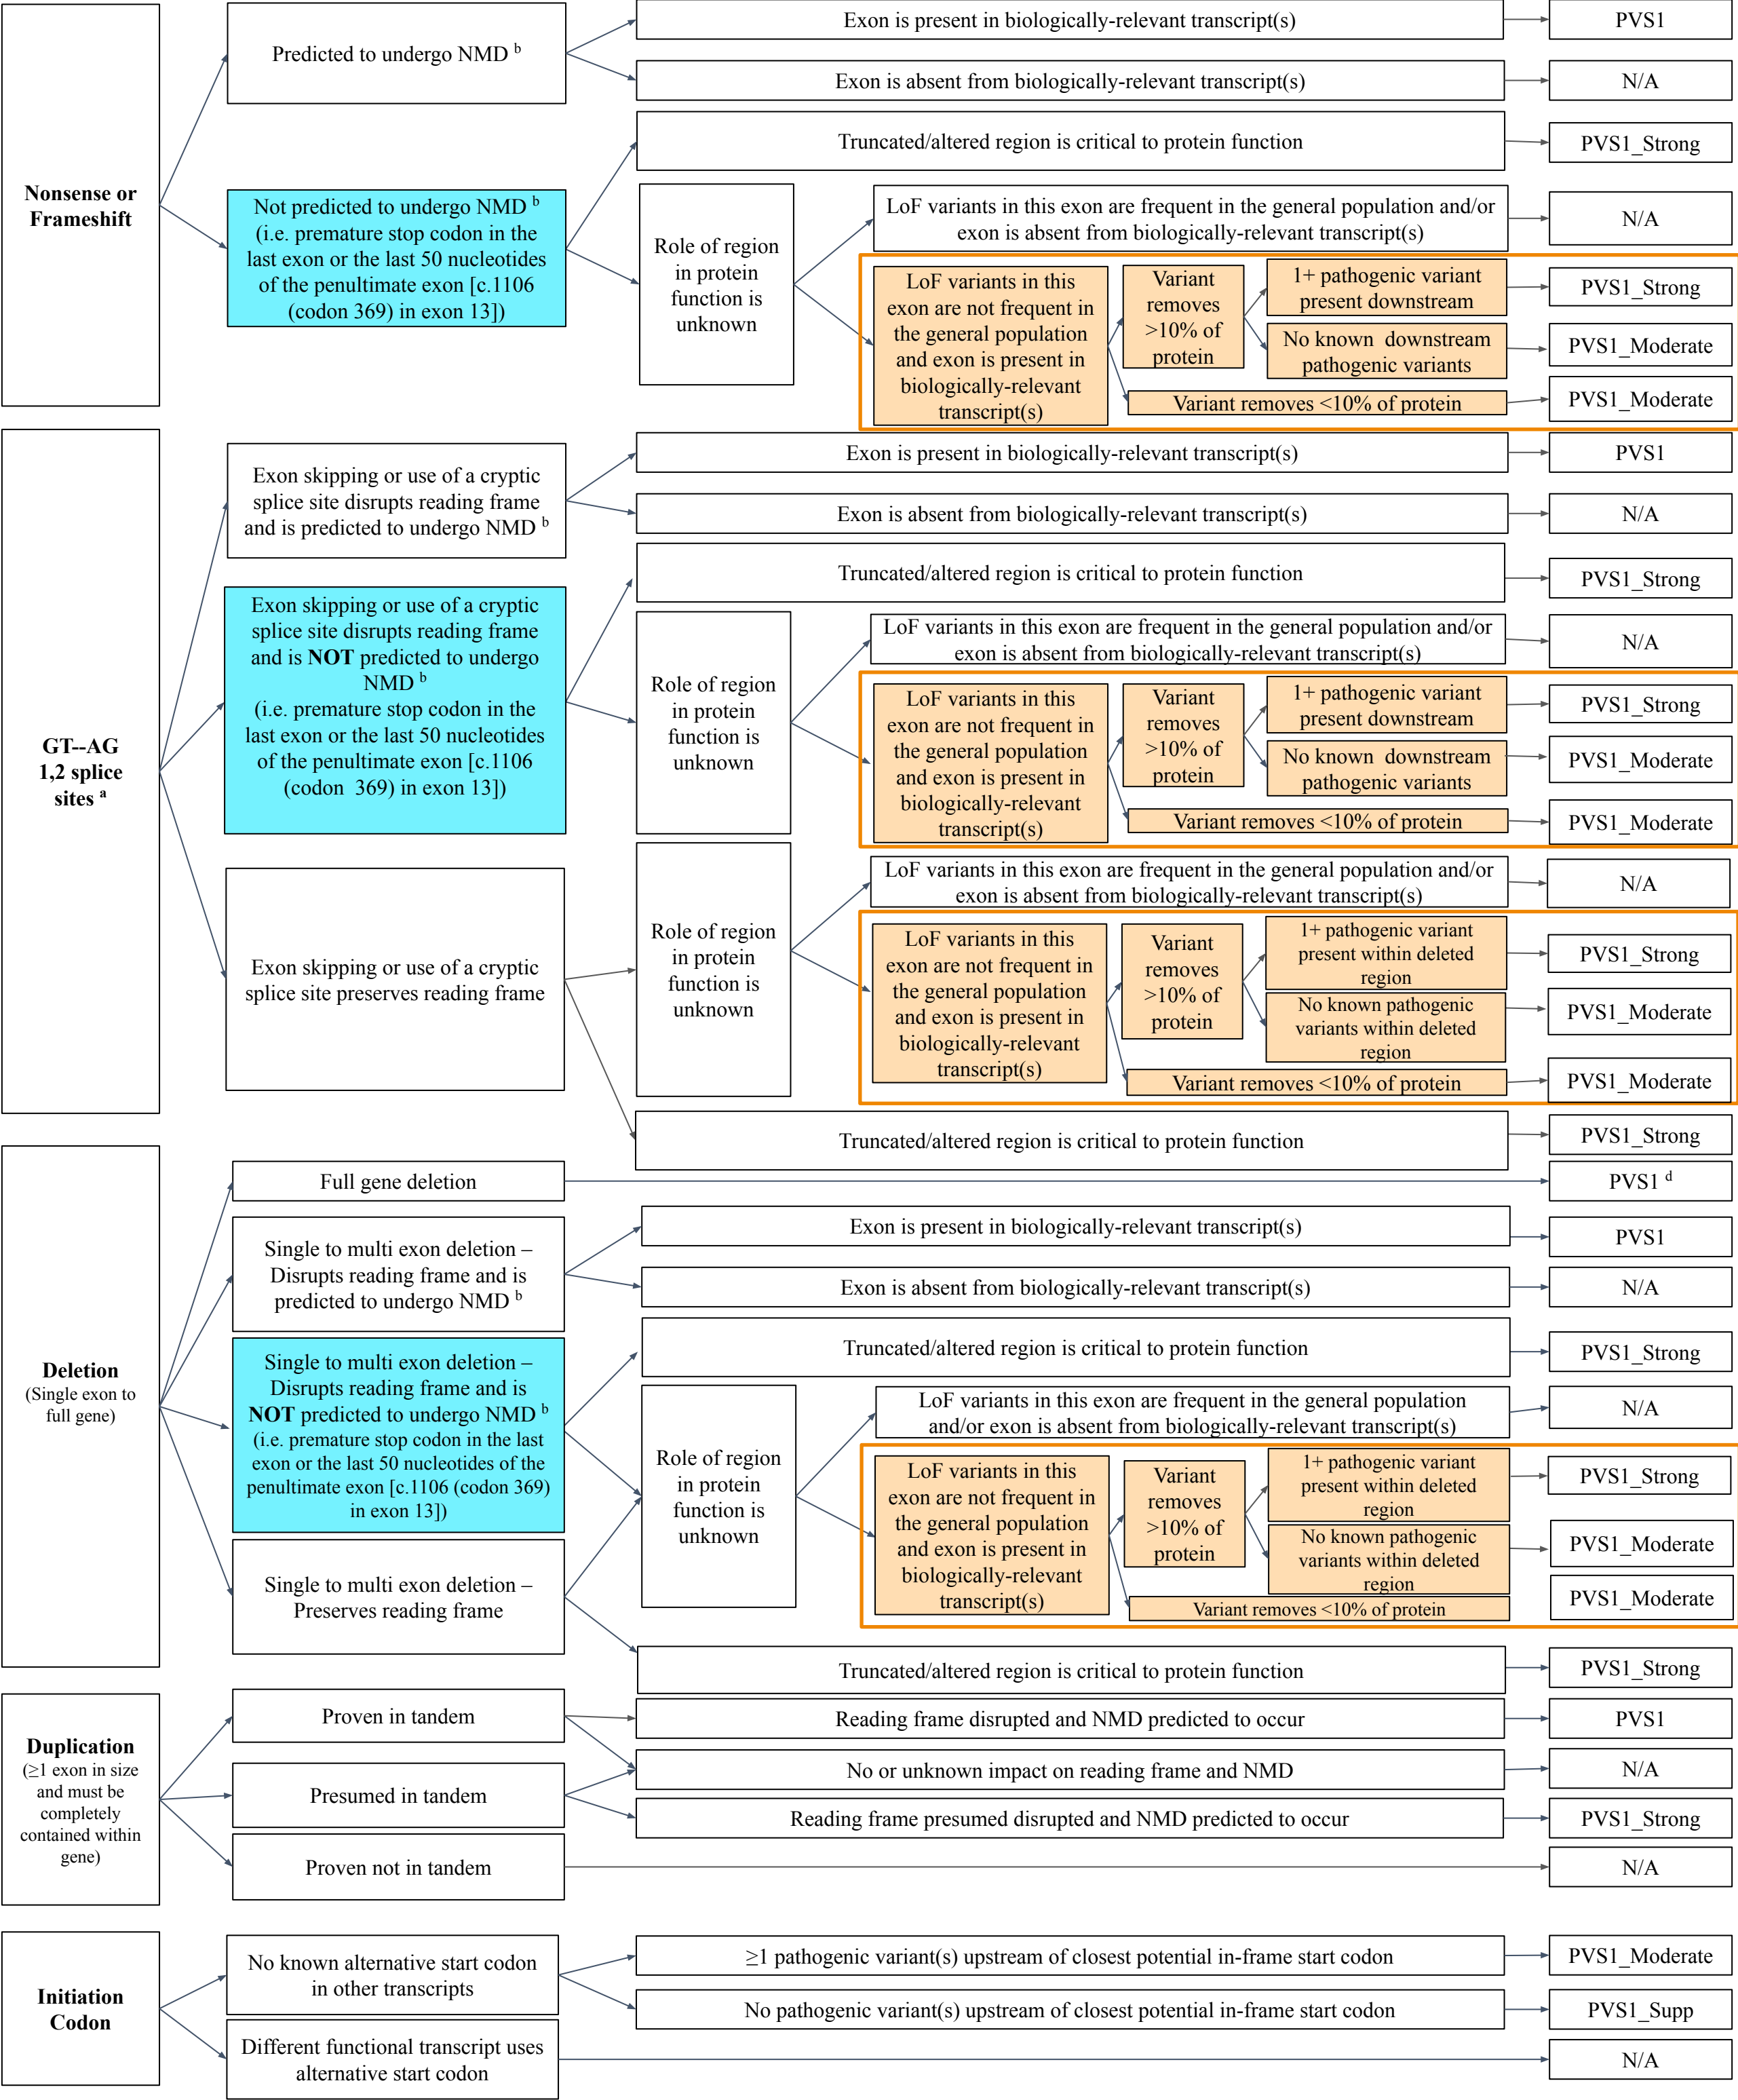 Nonsense or
Frameshift
Predicted to undergo NMD b
Exon is present in biologically-relevant transcript(s)
PVS1
Exon is absent from biologically-relevant transcript(s)
N/A
Not predicted to undergo NMD b
(i.e. premature stop codon in the
last exon or the last 50 nucleotides
of the penultimate exon [c.1106
(codon 369) in exon 13])
Truncated/altered region is critical to protein function
PVS1_Strong
Role of region
in protein
function is
unknown
LoF variants in this exon are frequent in the general population and/or
exon is absent from biologically-relevant transcript(s)
N/A
LoF variants in this
exon are not frequent in
the general population
and exon is present in
biologically-relevant
transcript(s)
Variant
removes
>10% of
protein
1+ pathogenic variant
present downstream
PVS1_Strong
No known  downstream
pathogenic variants
PVS1_Moderate
Variant removes <10% of protein
PVS1_Moderate
GT--AG
1,2 splice
sites a
Exon skipping or use of a cryptic
splice site disrupts reading frame
and is predicted to undergo NMD b
Exon is present in biologically-relevant transcript(s)
PVS1
Exon is absent from biologically-relevant transcript(s)
N/A
Exon skipping or use of a cryptic
splice site disrupts reading frame
and is NOT predicted to undergo
NMD b
(i.e. premature stop codon in the
last exon or the last 50 nucleotides
of the penultimate exon [c.1106
(codon  369) in exon 13])
Truncated/altered region is critical to protein function
PVS1_Strong
Role of region
in protein
function is
unknown
LoF variants in this exon are frequent in the general population and/or
exon is absent from biologically-relevant transcript(s)
N/A
LoF variants in this
exon are not frequent in
the general population
and exon is present in
biologically-relevant
transcript(s)
Variant
removes
>10% of
protein
1+ pathogenic variant
present downstream
PVS1_Strong
No known  downstream
pathogenic variants
PVS1_Moderate
Variant removes <10% of protein
PVS1_Moderate
Exon skipping or use of a cryptic
splice site preserves reading frame
Role of region
in protein
function is
unknown
LoF variants in this exon are frequent in the general population and/or
exon is absent from biologically-relevant transcript(s)
N/A
LoF variants in this
exon are not frequent in
the general population
and exon is present in
biologically-relevant
transcript(s)
Variant
removes
>10% of
protein
1+ pathogenic variant
present within deleted
region
PVS1_Strong
No known pathogenic
variants within deleted
region
PVS1_Moderate
Variant removes <10% of protein
PVS1_Moderate
Truncated/altered region is critical to protein function
PVS1_Strong
Deletion
(Single exon to
full gene)
Full gene deletion
PVS1 d
Single to multi exon deletion –
Disrupts reading frame and is
predicted to undergo NMD b
Exon is present in biologically-relevant transcript(s)
PVS1
Exon is absent from biologically-relevant transcript(s)
N/A
Single to multi exon deletion –
Disrupts reading frame and is
NOT predicted to undergo NMD b
(i.e. premature stop codon in the last
exon or the last 50 nucleotides of the
penultimate exon [c.1106 (codon 369)
in exon 13])
Truncated/altered region is critical to protein function
PVS1_Strong
Role of region
in protein
function is
unknown
LoF variants in this exon are frequent in the general population
and/or exon is absent from biologically-relevant transcript(s)
N/A
LoF variants in this
exon are not frequent in
the general population
and exon is present in
biologically-relevant
transcript(s)
Variant
removes
>10% of
protein
1+ pathogenic variant
present within deleted
region
PVS1_Strong
No known pathogenic
variants within deleted
region
PVS1_Moderate
Variant removes <10% of protein
PVS1_Moderate
Single to multi exon deletion –
Preserves reading frame
Truncated/altered region is critical to protein function
PVS1_Strong
Duplication
(≥1 exon in size
and must be
completely
contained within
gene)
Proven in tandem
Reading frame disrupted and NMD predicted to occur
PVS1
No or unknown impact on reading frame and NMD
N/A
Presumed in tandem
Reading frame presumed disrupted and NMD predicted to occur
PVS1_Strong
Proven not in tandem
N/A
Initiation
Codon
No known alternative start codon
in other transcripts
≥1 pathogenic variant(s) upstream of closest potential in-frame start codon
PVS1_Moderate
No pathogenic variant(s) upstream of closest potential in-frame start codon
PVS1_Supp
Different functional transcript uses
alternative start codon
N/A